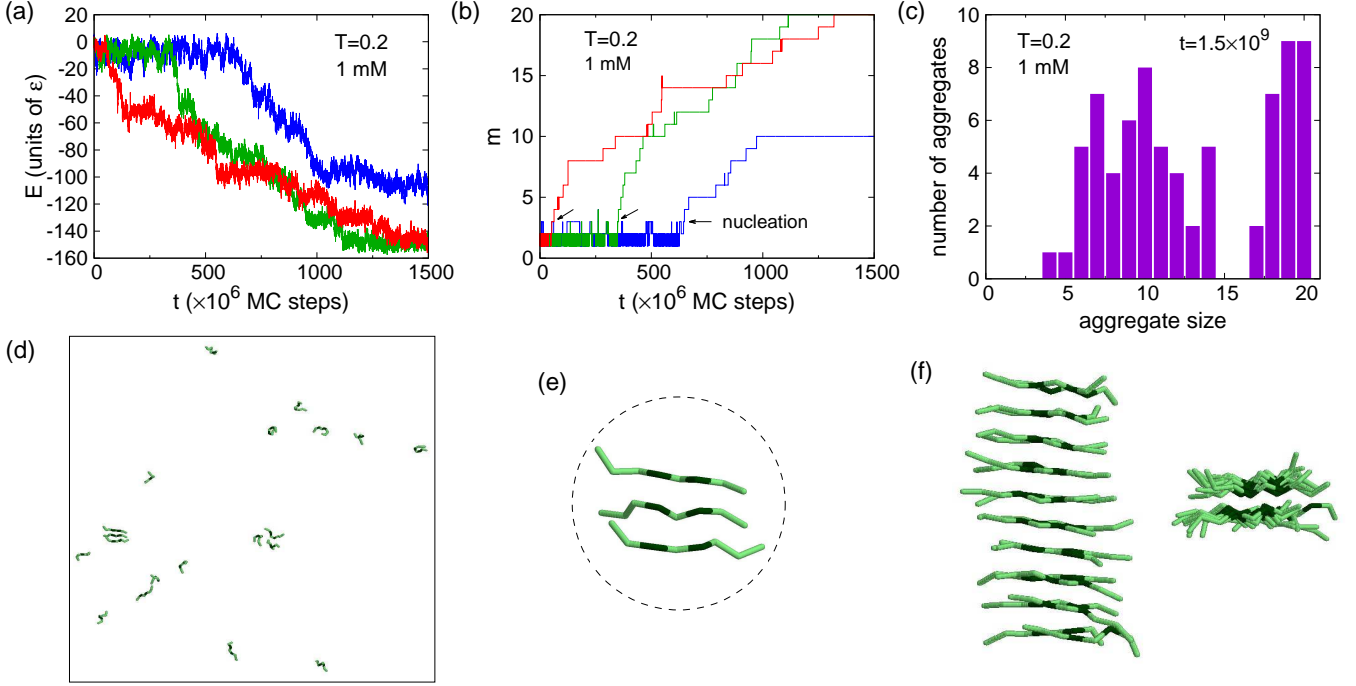 (a)
E (units of ε)
20
0
-20
-40
-60
-80
-100
-120
-140
-160
T=0.2
1 mM
0
500
1000
1500
t (×10⁶ MC steps)
(b)
m
20
15
10
5
0
T=0.2
1 mM
nucleation
0
500
1000
1500
t (×10⁶ MC steps)
(c)
number of aggregates
10
8
6
4
2
0
T=0.2
1 mM
t=1.5×10⁹
0
5
10
15
20
aggregate size
(d)
(e)
(f)